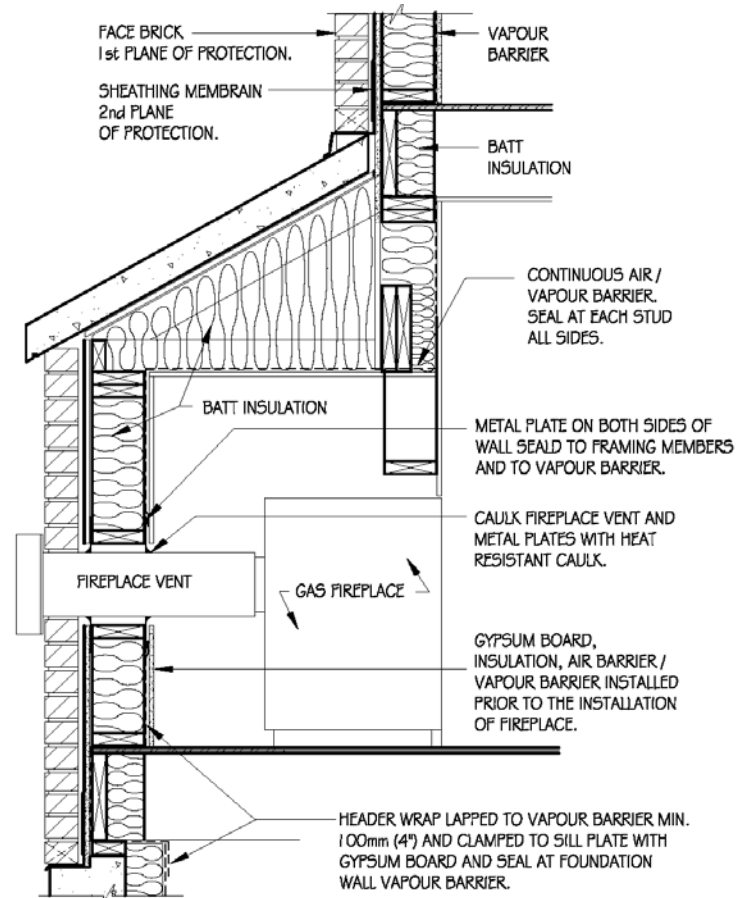 FACE BRICK
1st PLANE OF PROTECTION.
SHEATHING MEMBRAIN
2nd PLANE
OF PROTECTION.
VAPOUR
BARRIER
BATT
INSULATION
CONTINUOUS AIR /
VAPOUR BARRIER.
SEAL AT EACH STUD
ALL SIDES.
BATT INSULATION
METAL PLATE ON BOTH SIDES OF
WALL SEALD TO FRAMING MEMBERS
AND TO VAPOUR BARRIER.
CAULK FIREPLACE VENT AND
METAL PLATES WITH HEAT
RESISTANT CAULK.
FIREPLACE VENT
GAS FIREPLACE
GYPSUM BOARD,
INSULATION, AIR BARRIER /
VAPOUR BARRIER INSTALLED
PRIOR TO THE INSTALLATION
OF FIREPLACE.
HEADER WRAP LAPPED TO VAPOUR BARRIER MIN.
100mm (4") AND CLAMPED TO SILL PLATE WITH
GYPSUM BOARD AND SEAL AT FOUNDATION
WALL VAPOUR BARRIER.